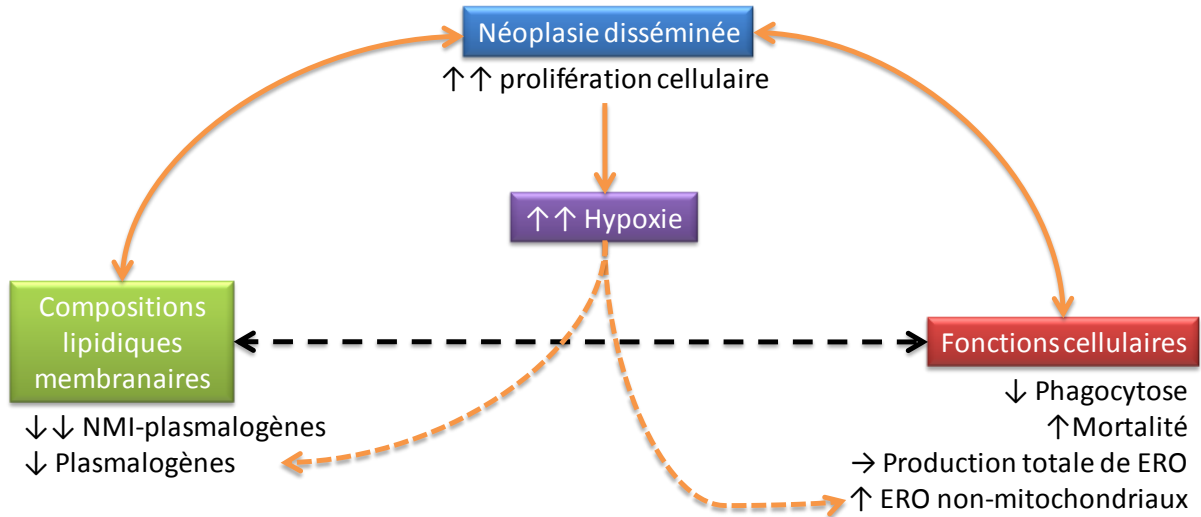 Néoplasie disséminée
↑↑ prolifération cellulaire
↑↑ Hypoxie
Compositions
lipidiques
membranaires
Fonctions cellulaires
↓↓ NMI-plasmalogènes
↓ Plasmalogènes
↓ Phagocytose
↑Mortalité
→ Production totale de ERO
↑ ERO non-mitochondriaux